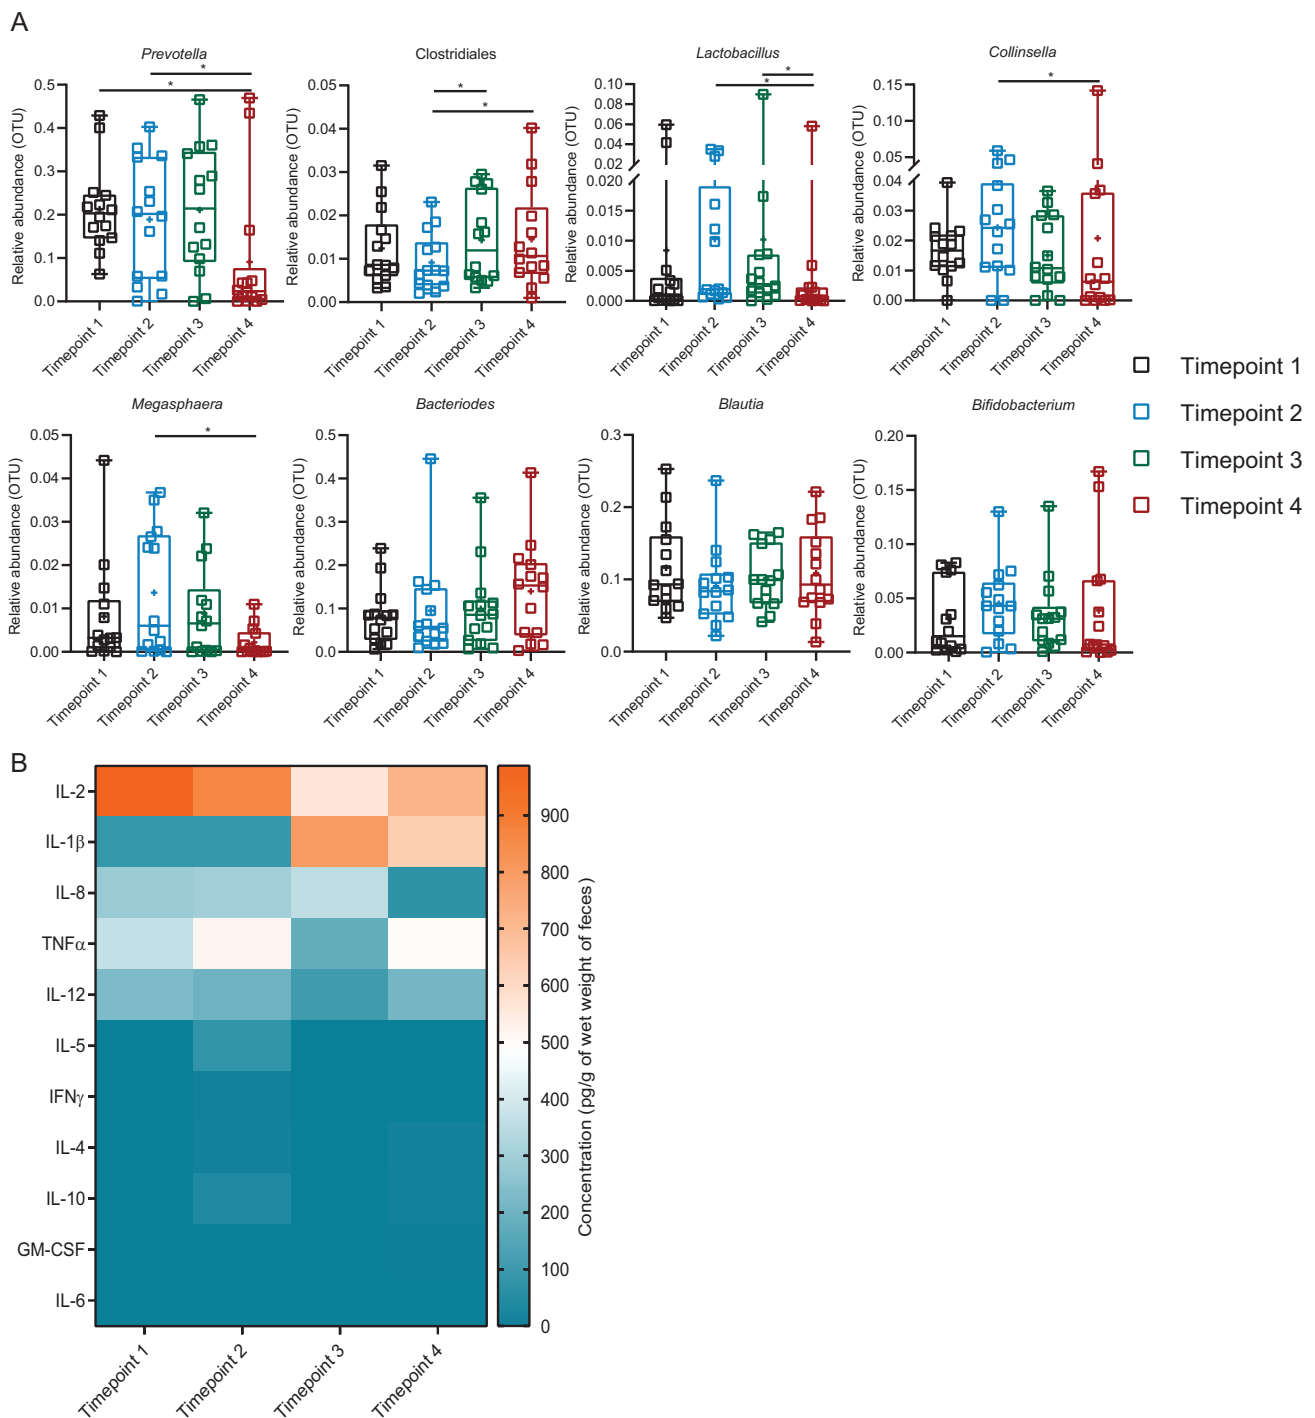 A
Prevotella
Clostridiales
Lactobacillus
Collinsella
Relative abundance (OTU)
0.5
0.4
0.3
0.2
0.1
0.0
*
*
Timepoint 1
Timepoint 2
Timepoint 3
Timepoint 4
Relative abundance (OTU)
0.05
0.04
0.03
0.02
0.01
0.00
*
*
Timepoint 1
Timepoint 2
Timepoint 3
Timepoint 4
Relative abundance (OTU)
0.10
0.08
0.06
0.04
0.02
0.020
0.010
0.005
0.000
*
*
Timepoint 1
Timepoint 2
Timepoint 3
Timepoint 4
Relative abundance (OTU)
0.15
0.10
0.05
0.04
0.03
0.02
0.01
0.00
*
Timepoint 1
Timepoint 2
Timepoint 3
Timepoint 4
Timepoint 1
Timepoint 2
Timepoint 3
Timepoint 4
Megasphaera
Bacteriodes
Blautia
Bifidobacterium
Relative abundance (OTU)
0.05
0.04
0.03
0.02
0.01
0.00
*
Timepoint 1
Timepoint 2
Timepoint 3
Timepoint 4
Relative abundance (OTU)
0.5
0.4
0.3
0.2
0.1
0.0
Timepoint 1
Timepoint 2
Timepoint 3
Timepoint 4
Relative abundance (OTU)
0.3
0.2
0.1
0.0
Timepoint 1
Timepoint 2
Timepoint 3
Timepoint 4
Relative abundance (OTU)
0.20
0.15
0.10
0.05
0.00
Timepoint 1
Timepoint 2
Timepoint 3
Timepoint 4
B
IL-2
IL-1β
IL-8
TNFα
IL-12
IL-5
IFNγ
IL-4
IL-10
GM-CSF
IL-6
Timepoint 1
Timepoint 2
Timepoint 3
Timepoint 4
900
800
700
600
500
400
300
200
100
0
Concentration (pg/g of wet weight of feces)